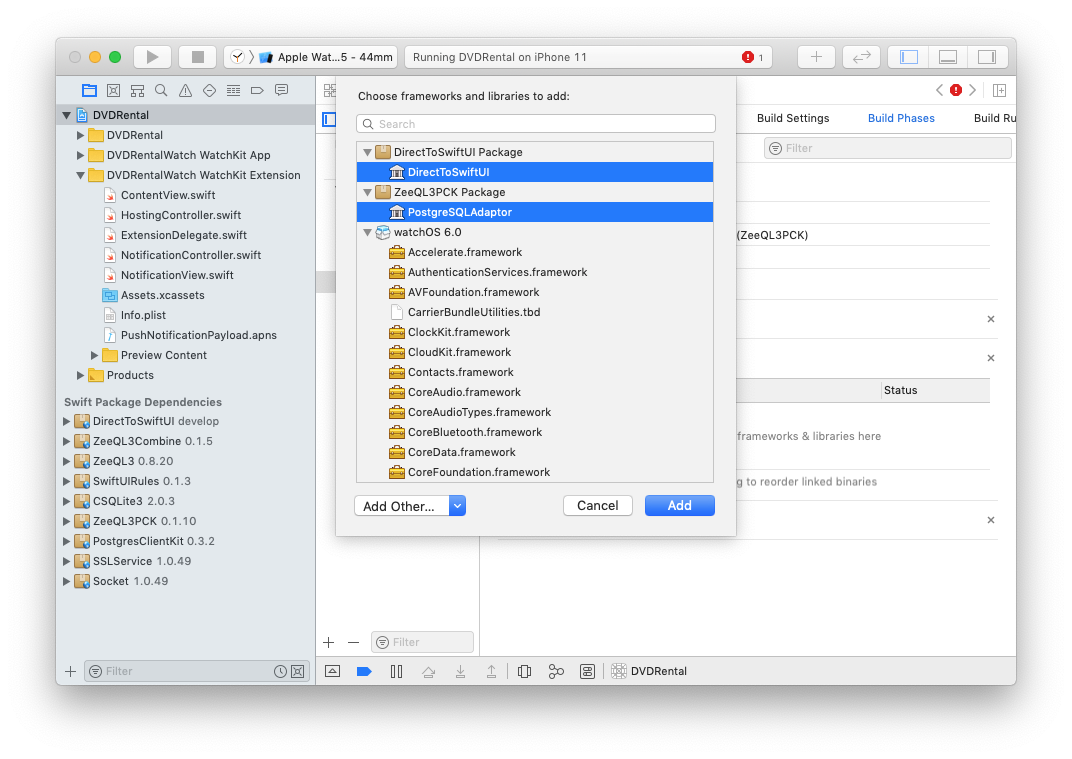 Apple Wat...5 - 44mm
Running DVDRental on iPhone 11
1
DVDRental
DVDRental
DVDRentalWatch WatchKit App
DVDRentalWatch WatchKit Extension
ContentView.swift
HostingController.swift
ExtensionDelegate.swift
NotificationController.swift
NotificationView.swift
Assets.xcassets
Info.plist
PushNotificationPayload.apns
Preview Content
Products
Swift Package Dependencies
DirectToSwiftUI develop
ZeeQL3Combine 0.1.5
ZeeQL3 0.8.20
SwiftUIRules 0.1.3
CSQLite3 2.0.3
ZeeQL3PCK 0.1.10
PostgresClientKit 0.3.2
SSLService 1.0.49
Socket 1.0.49
Filter
Choose frameworks and libraries to add:
Search
DirectToSwiftUI Package
DirectToSwiftUI
ZeeQL3PCK Package
PostgreSQLAdaptor
watchOS 6.0
Accelerate.framework
AuthenticationServices.framework
AVFoundation.framework
CarrierBundleUtilities.tbd
ClockKit.framework
CloudKit.framework
Contacts.framework
CoreAudio.framework
CoreAudioTypes.framework
CoreBluetooth.framework
CoreData.framework
CoreFoundation.framework
Add Other...
Cancel
Add
Filter
Build Settings
Build Phases
Build Ru
Filter
(ZeeQL3PCK)
Status
frameworks & libraries here
g to reorder linked binaries
DVDRental